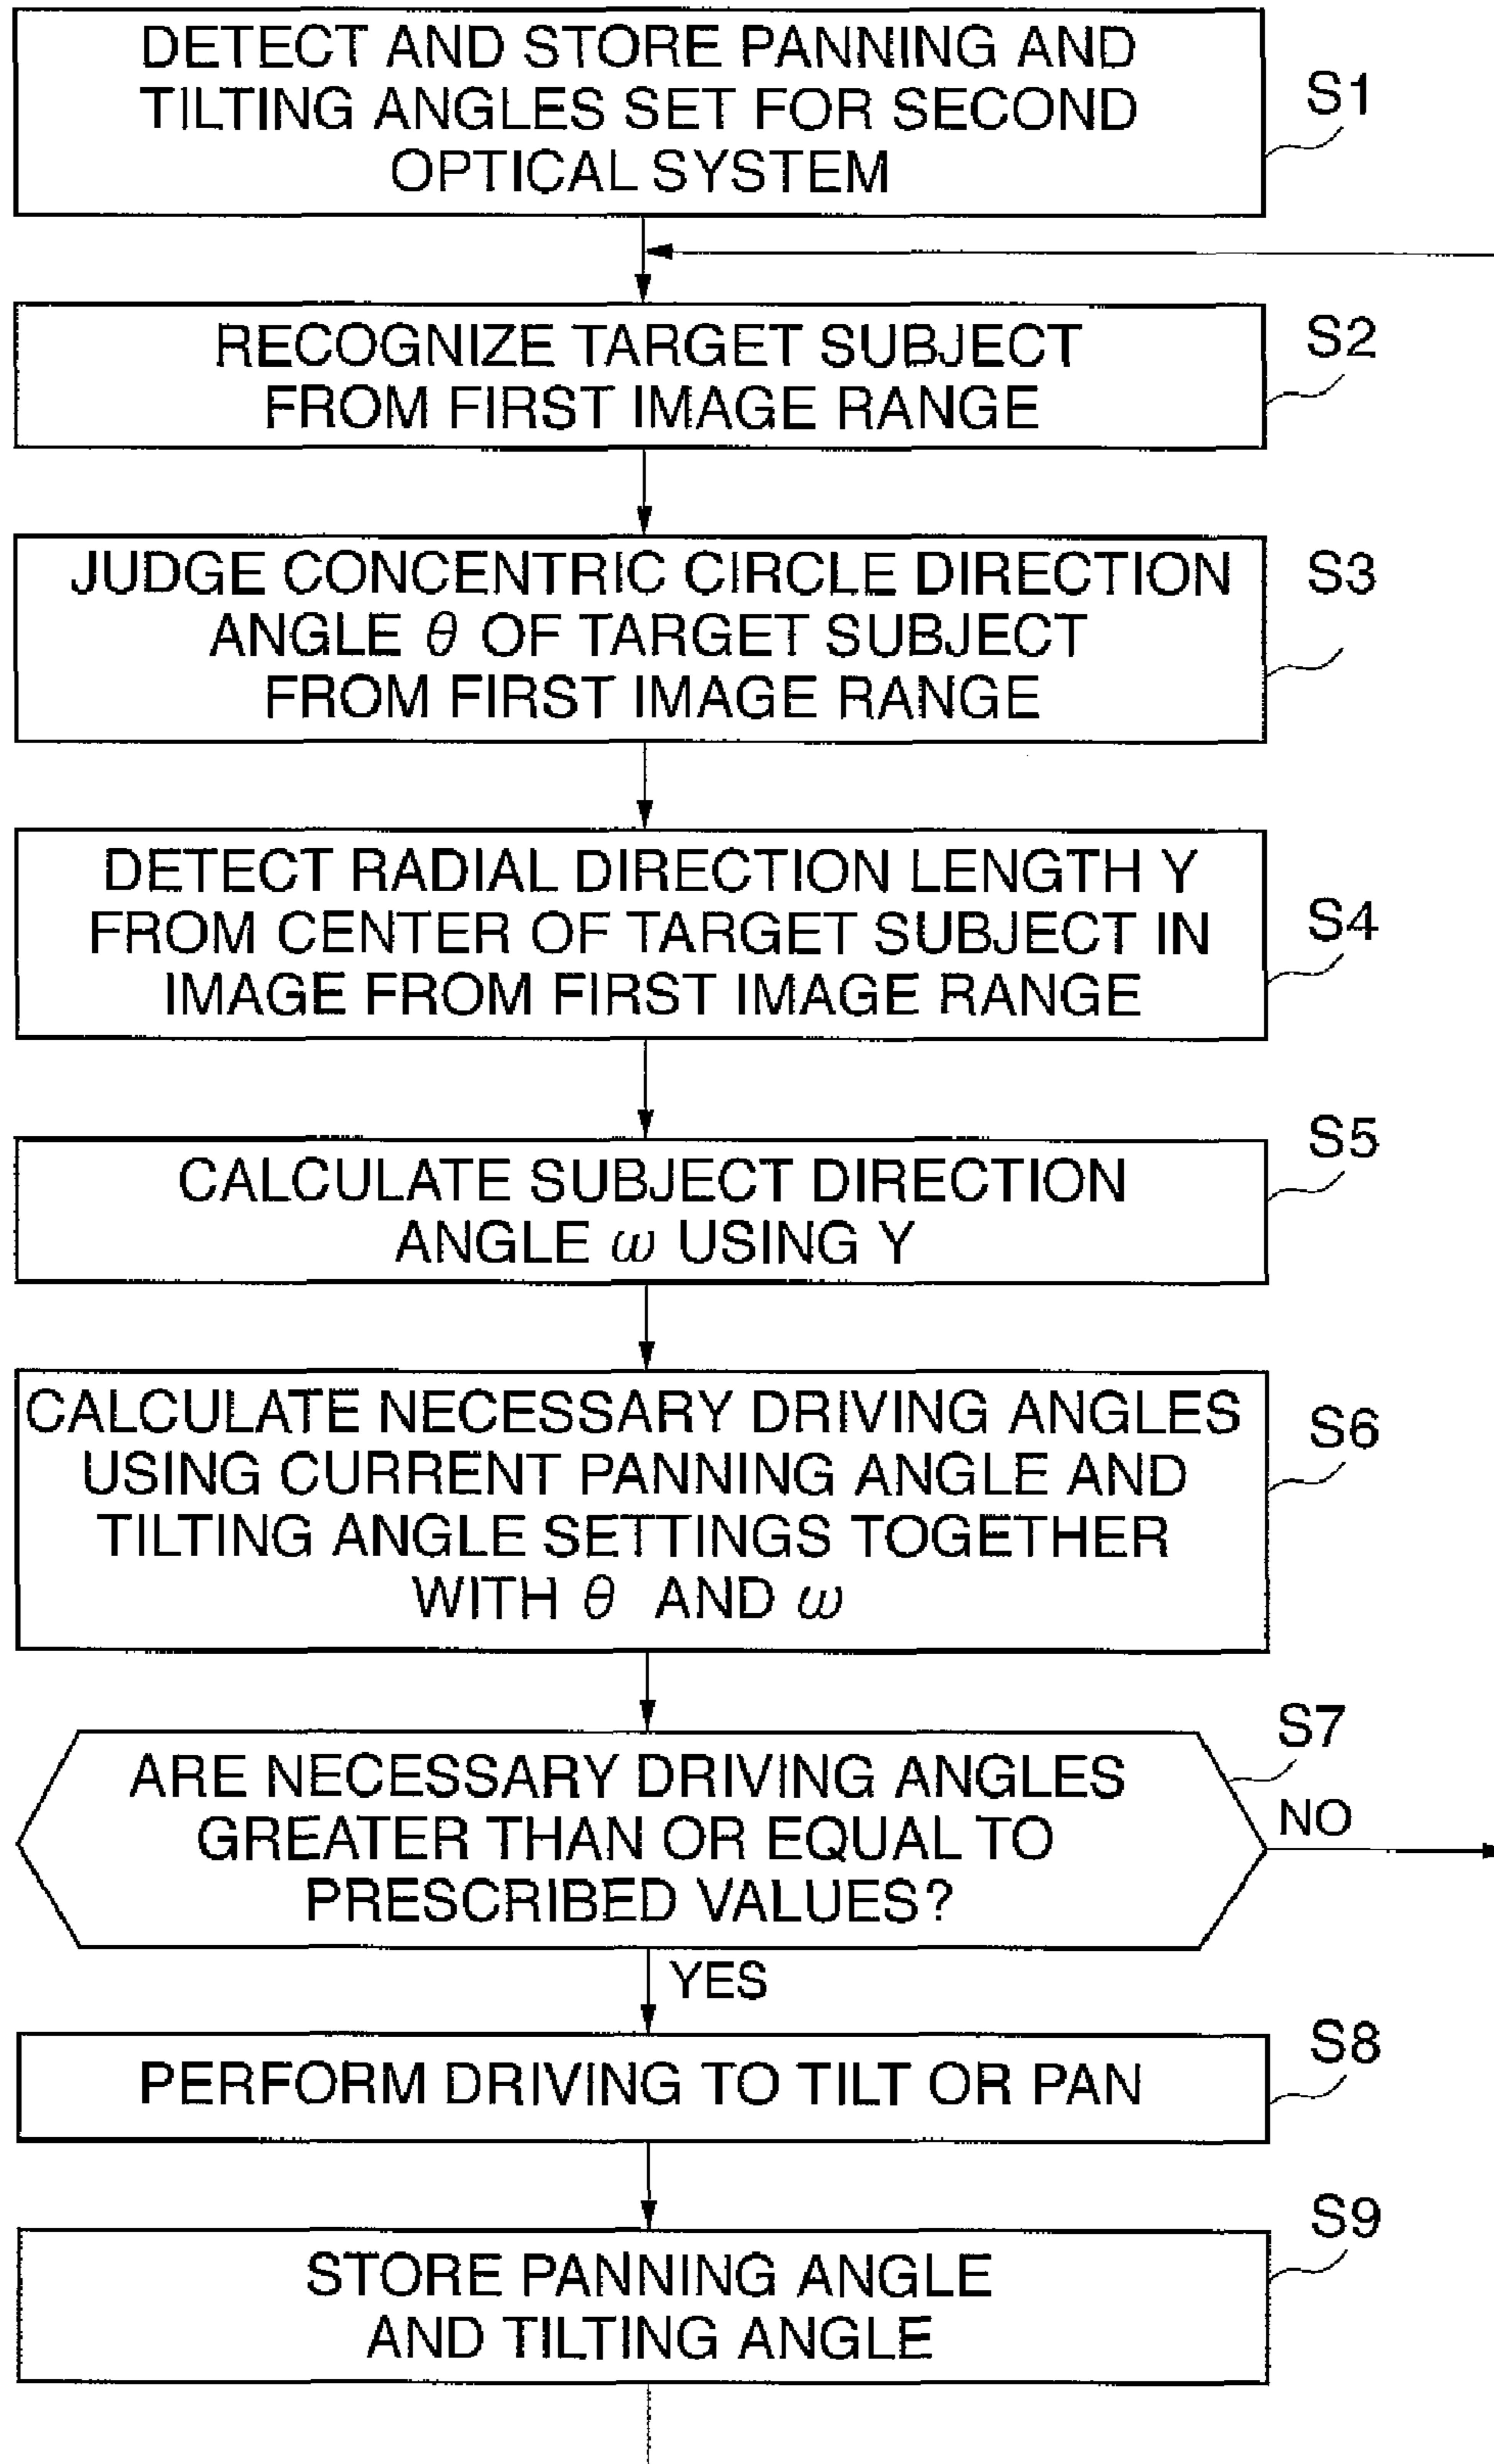 DETECT AND STORE PANNING AND
TILTING ANGLES SET FOR SECOND
OPTICAL SYSTEM
S1
RECOGNIZE TARGET SUBJECT
FROM FIRST IMAGE RANGE
S2
JUDGE CONCENTRIC CIRCLE DIRECTION
ANGLE θ OF TARGET SUBJECT
FROM FIRST IMAGE RANGE
S3
DETECT RADIAL DIRECTION LENGTH Y
FROM CENTER OF TARGET SUBJECT IN
IMAGE FROM FIRST IMAGE RANGE
S4
CALCULATE SUBJECT DIRECTION
ANGLE ω USING Y
S5
CALCULATE NECESSARY DRIVING ANGLES
USING CURRENT PANNING ANGLE AND
TILTING ANGLE SETTINGS TOGETHER
WITH θ AND ω
S6
ARE NECESSARY DRIVING ANGLES
GREATER THAN OR EQUAL TO
PRESCRIBED VALUES?
S7
NO
YES
PERFORM DRIVING TO TILT OR PAN
S8
STORE PANNING ANGLE
AND TILTING ANGLE
S9